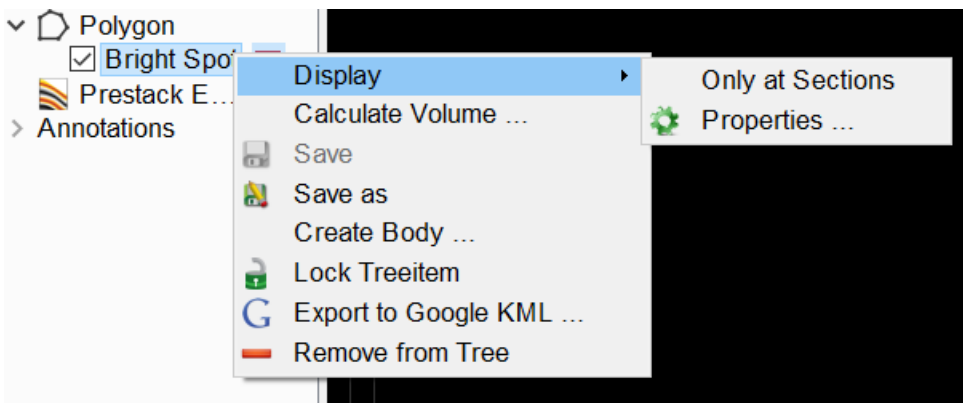 Polygon
Bright Spot
Prestack E...
Annotations
Display
Calculate Volume ...
Save
Save as
Create Body ...
Lock Treeitem
Export to Google KML ...
Remove from Tree
Only at Sections
Properties ...